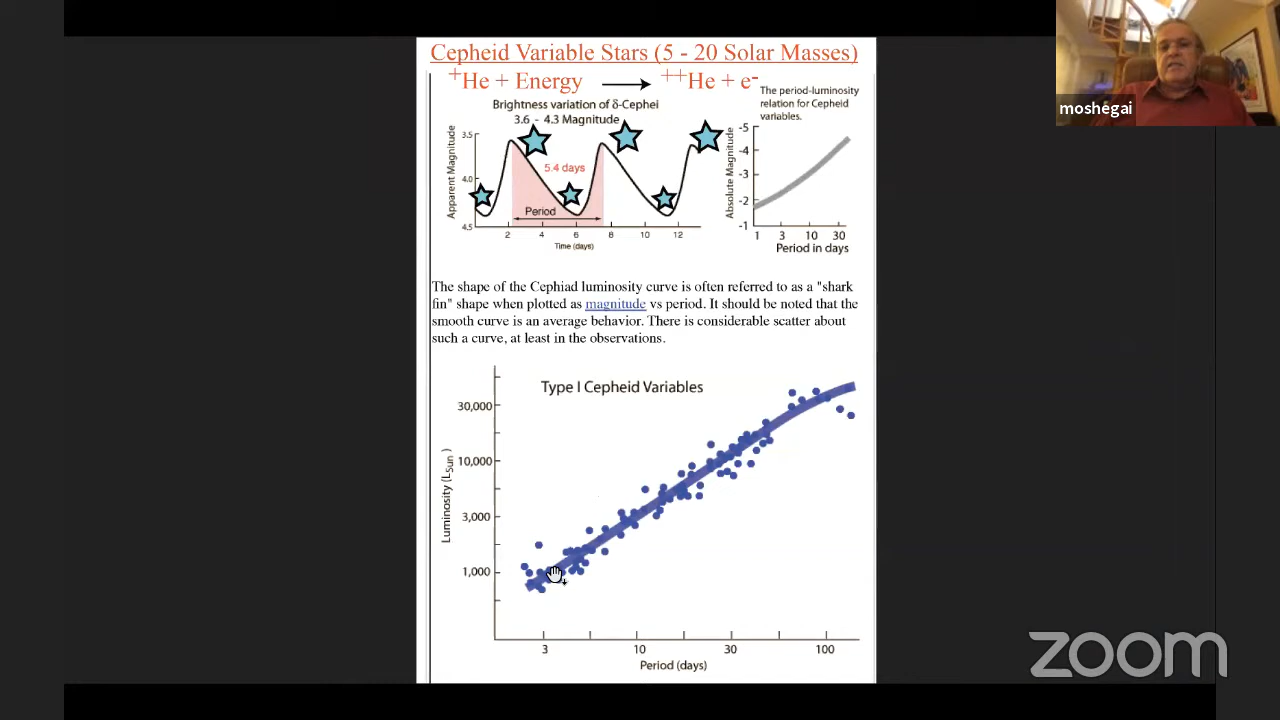 Cepheid Variable Stars (5 - 20 Solar Masses)
+He + Energy → ++He + e-
Brightness variation of δ-Cephei
3.6 - 4.3 Magnitude
Apparent Magnitude
3.5
4.0
4.5
5.4 days
Period
2 4 6 8 10 12
Time (days)
The period-luminosity
relation for Cepheid
variables.
Absolute Magnitude
-5
-4
-3
-2
-1
1 3 10 30
Period in days
moshegai
The shape of the Cephiad luminosity curve is often referred to as a "shark
fin" shape when plotted as magnitude vs period. It should be noted that the
smooth curve is an average behavior. There is considerable scatter about
such a curve, at least in the observations.
Type I Cepheid Variables
Luminosity (LSun)
30,000
10,000
3,000
1,000
3 10 30 100
Period (days)
zoom